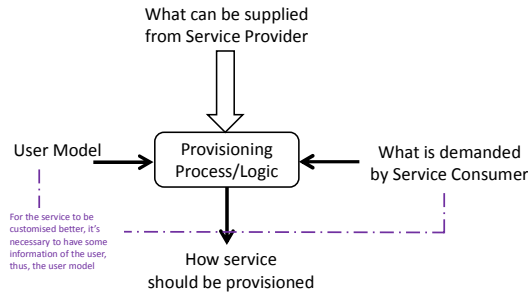 What can be supplied
from Service Provider
User Model
Provisioning
Process/Logic
What is demanded
by Service Consumer
For the service to be
customised better, it's
necessary to have some
information of the user,
thus, the user model
How service
should be provisioned